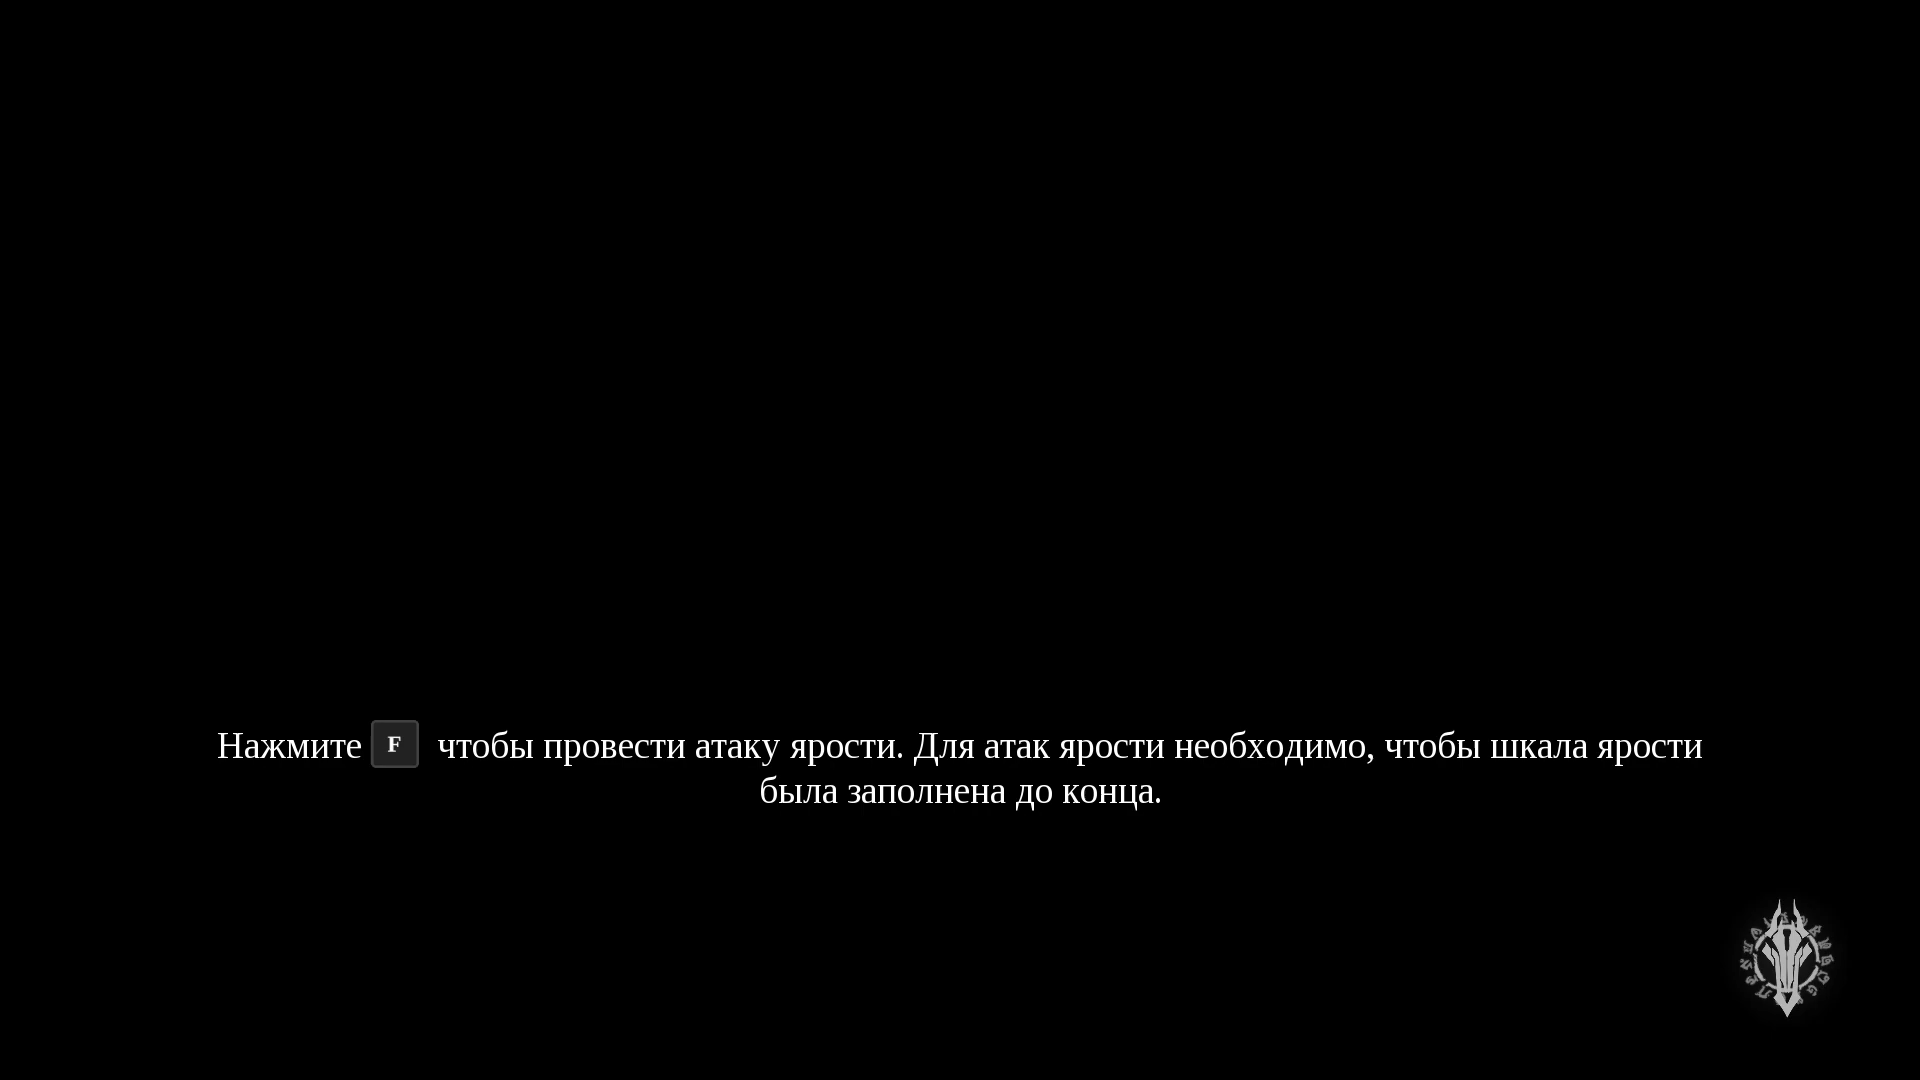 Нажмите F чтобы провести атаку ярости. Для атак ярости необходимо, чтобы шкала ярости
была заполнена до конца.